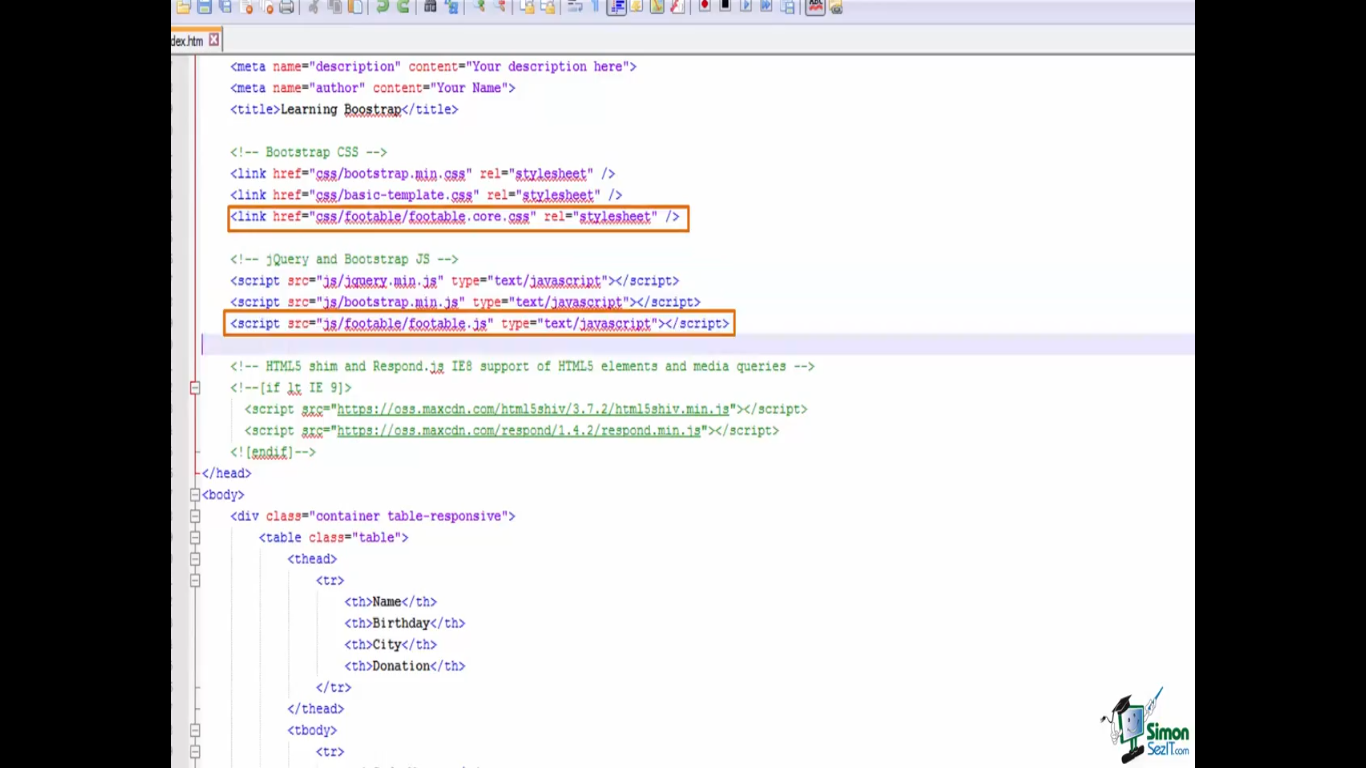 dex.htm
<meta name="description" content="Your description here">
<meta name="author" content="Your Name">
<title>Learning Boostrap</title>
<!-- Bootstrap CSS -->
<link href="css/bootstrap.min.css" rel="stylesheet" />
<link href="css/basic-template.css" rel="stylesheet" />
<link href="css/footable/footable.core.css" rel="stylesheet" />
<!-- jQuery and Bootstrap JS -->
<script src="js/jquery.min.js" type="text/javascript"></script>
<script src="js/bootstrap.min.js" type="text/javascript"></script>
<script src="js/footable/footable.js" type="text/javascript"></script>
<!-- HTML5 shim and Respond.js IE8 support of HTML5 elements and media queries -->
<!--[if lt IE 9]>
<script src="https://oss.maxcdn.com/html5shiv/3.7.2/html5shiv.min.js"></script>
<script src="https://oss.maxcdn.com/respond/1.4.2/respond.min.js"></script>
<![endif]-->
</head>
<body>
<div class="container table-responsive">
<table class="table">
<thead>
<tr>
<th>Name</th>
<th>Birthday</th>
<th>City</th>
<th>Donation</th>
</tr>
</thead>
<tbody>
<tr>
Simon
SezIT.com